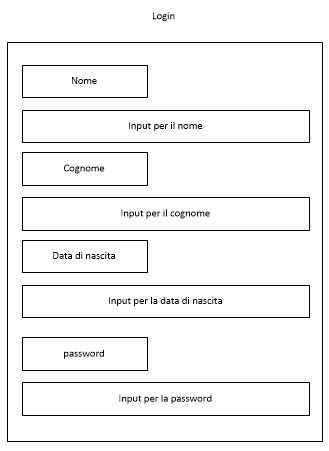 Login
Nome
Input per il nome
Cognome
Input per il cognome
Data di nascita
Input per la data di nascita
password
Input per la password